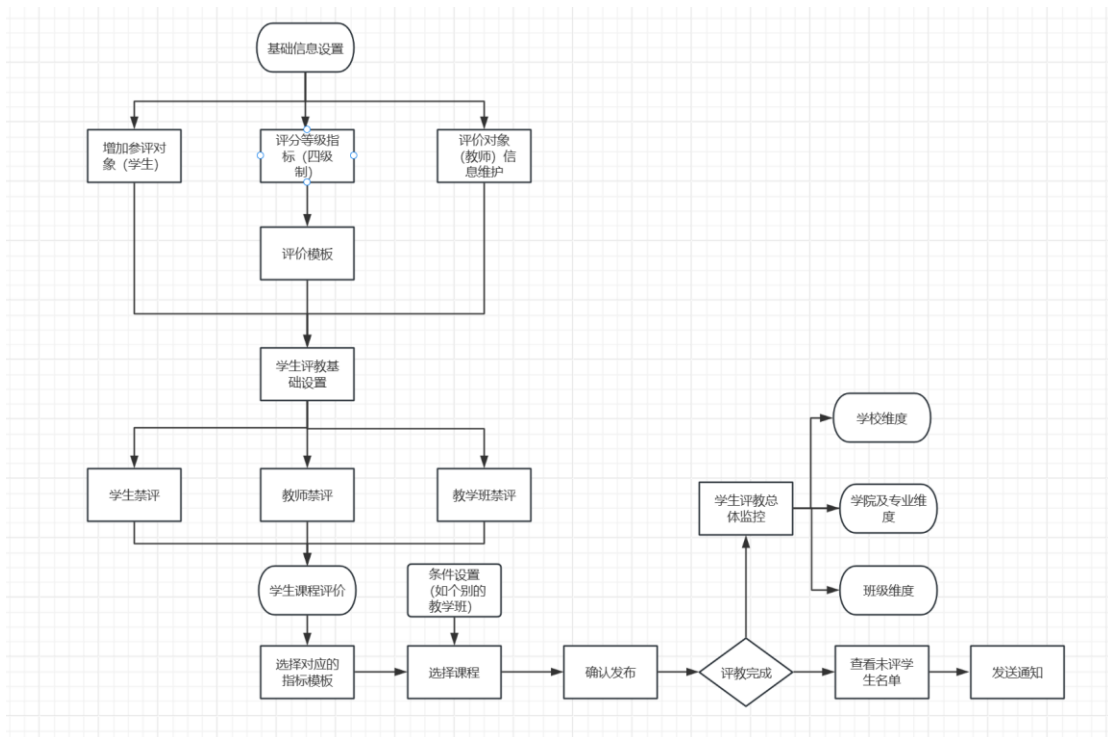 基础信息设置
增加参评对
象（学生）
评分等级指
标（四级
制）
评价对象
（教师）信
息维护
评价模板
学生评教基
础设置
学生禁评
教师禁评
教学班禁评
学生课程评价
条件设置
(如个别的
教学班）
选择对应的
指标模板
选择课程
确认发布
评教完成
学生评教总
体监控
学校维度
学院及专业维
度
班级维度
查看未评学
生名单
发送通知